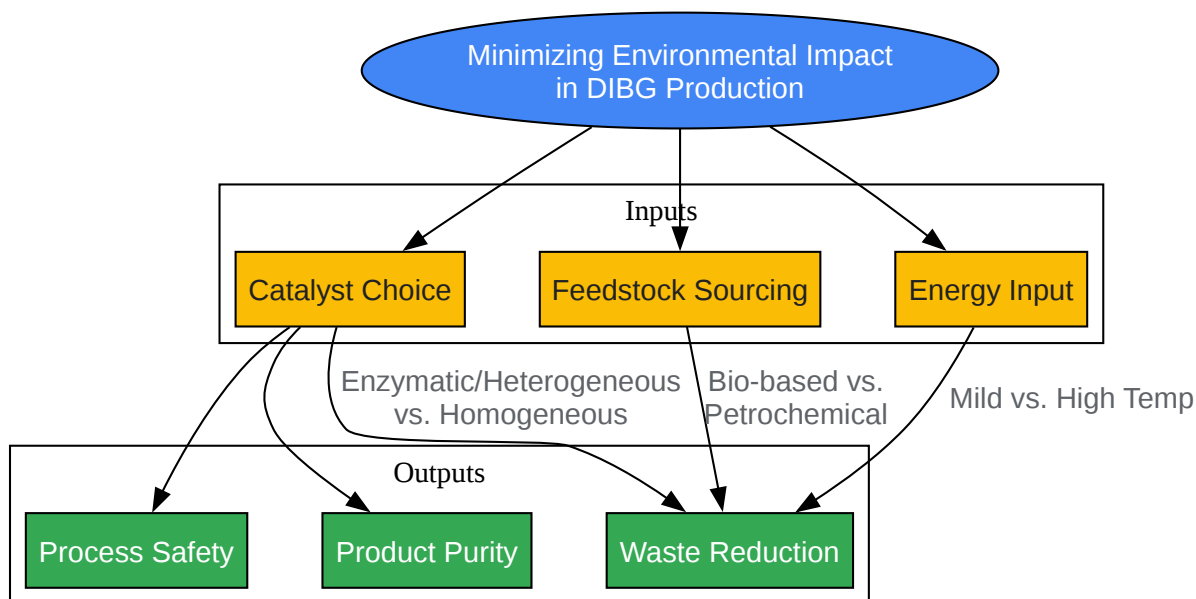 Minimizing Environmental Impact
in DIBG Production
Inputs
Catalyst Choice
Feedstock Sourcing
Energy Input
Enzymatic/Heterogeneous
vs. Homogeneous
Bio-based vs.
Petrochemical
Mild vs. High Temp
Outputs
Process Safety
Product Purity
Waste Reduction